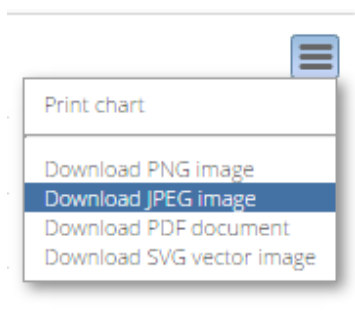 Print chart
Download PNG image
Download JPEG image
Download PDF document
Download SVG vector image